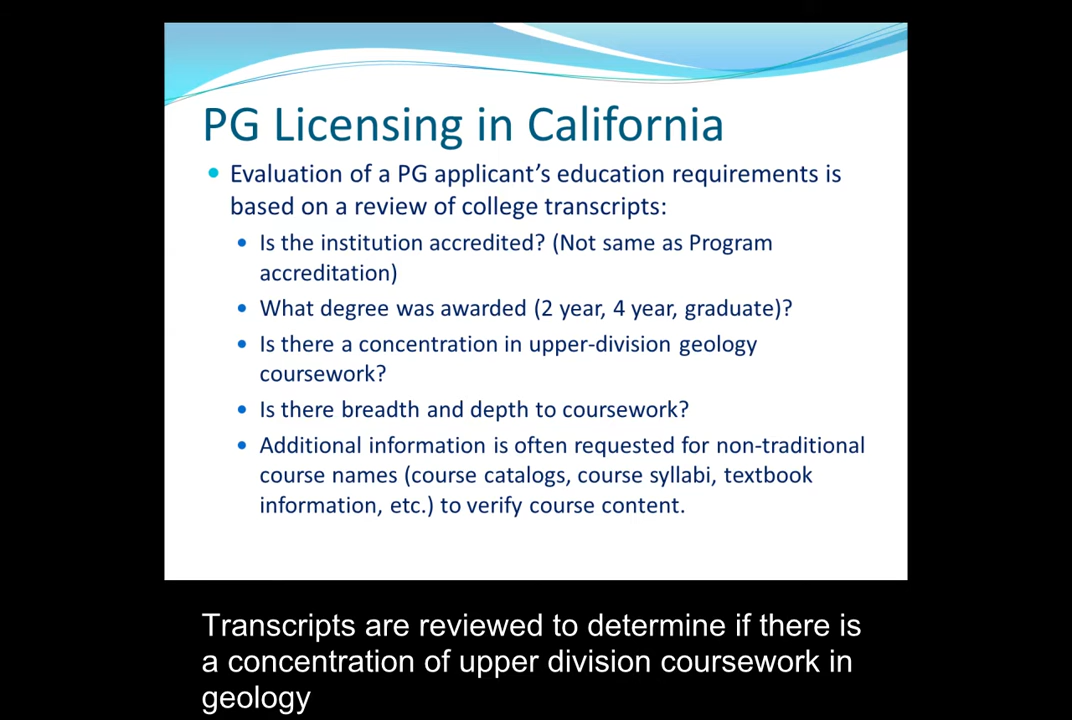 PG Licensing in California
• Evaluation of a PG applicant's education requirements is
based on a review of college transcripts:
• Is the institution accredited? (Not same as Program
accreditation)
• What degree was awarded (2 year, 4 year, graduate)?
• Is there a concentration in upper-division geology
coursework?
• Is there breadth and depth to coursework?
• Additional information is often requested for non-traditional
course names (course catalogs, course syllabi, textbook
information, etc.) to verify course content.
Transcripts are reviewed to determine if there is
a concentration of upper division coursework in
geology